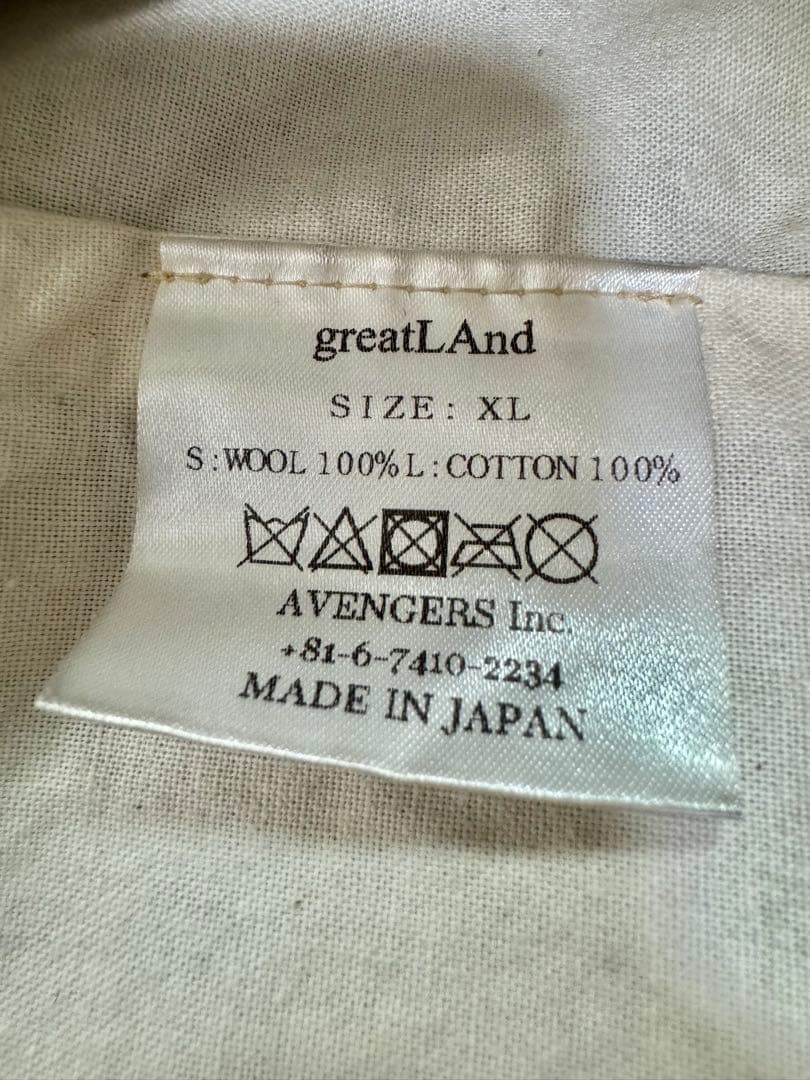 greatLAnd
SIZE: XL
S:WOOL 100% L:COTTON 100%
AVENGERS Inc.
+81-6-7410-2234
MADE IN JAPAN